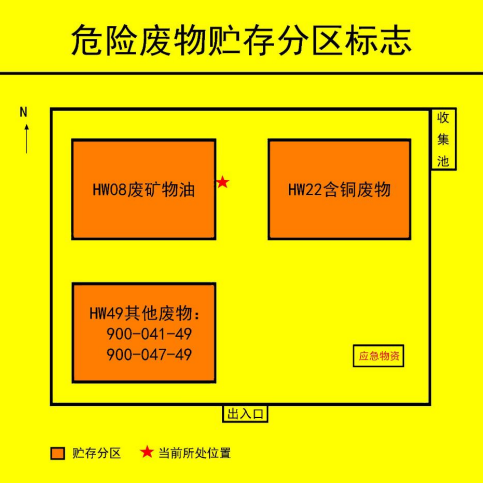 危险废物贮存分区标志
N
收
集
池
HW08废矿物油
HW22含铜废物
HW49其他废物：
900-041-49
900-047-49
应急物资
出入口
贮存分区
当前所处位置